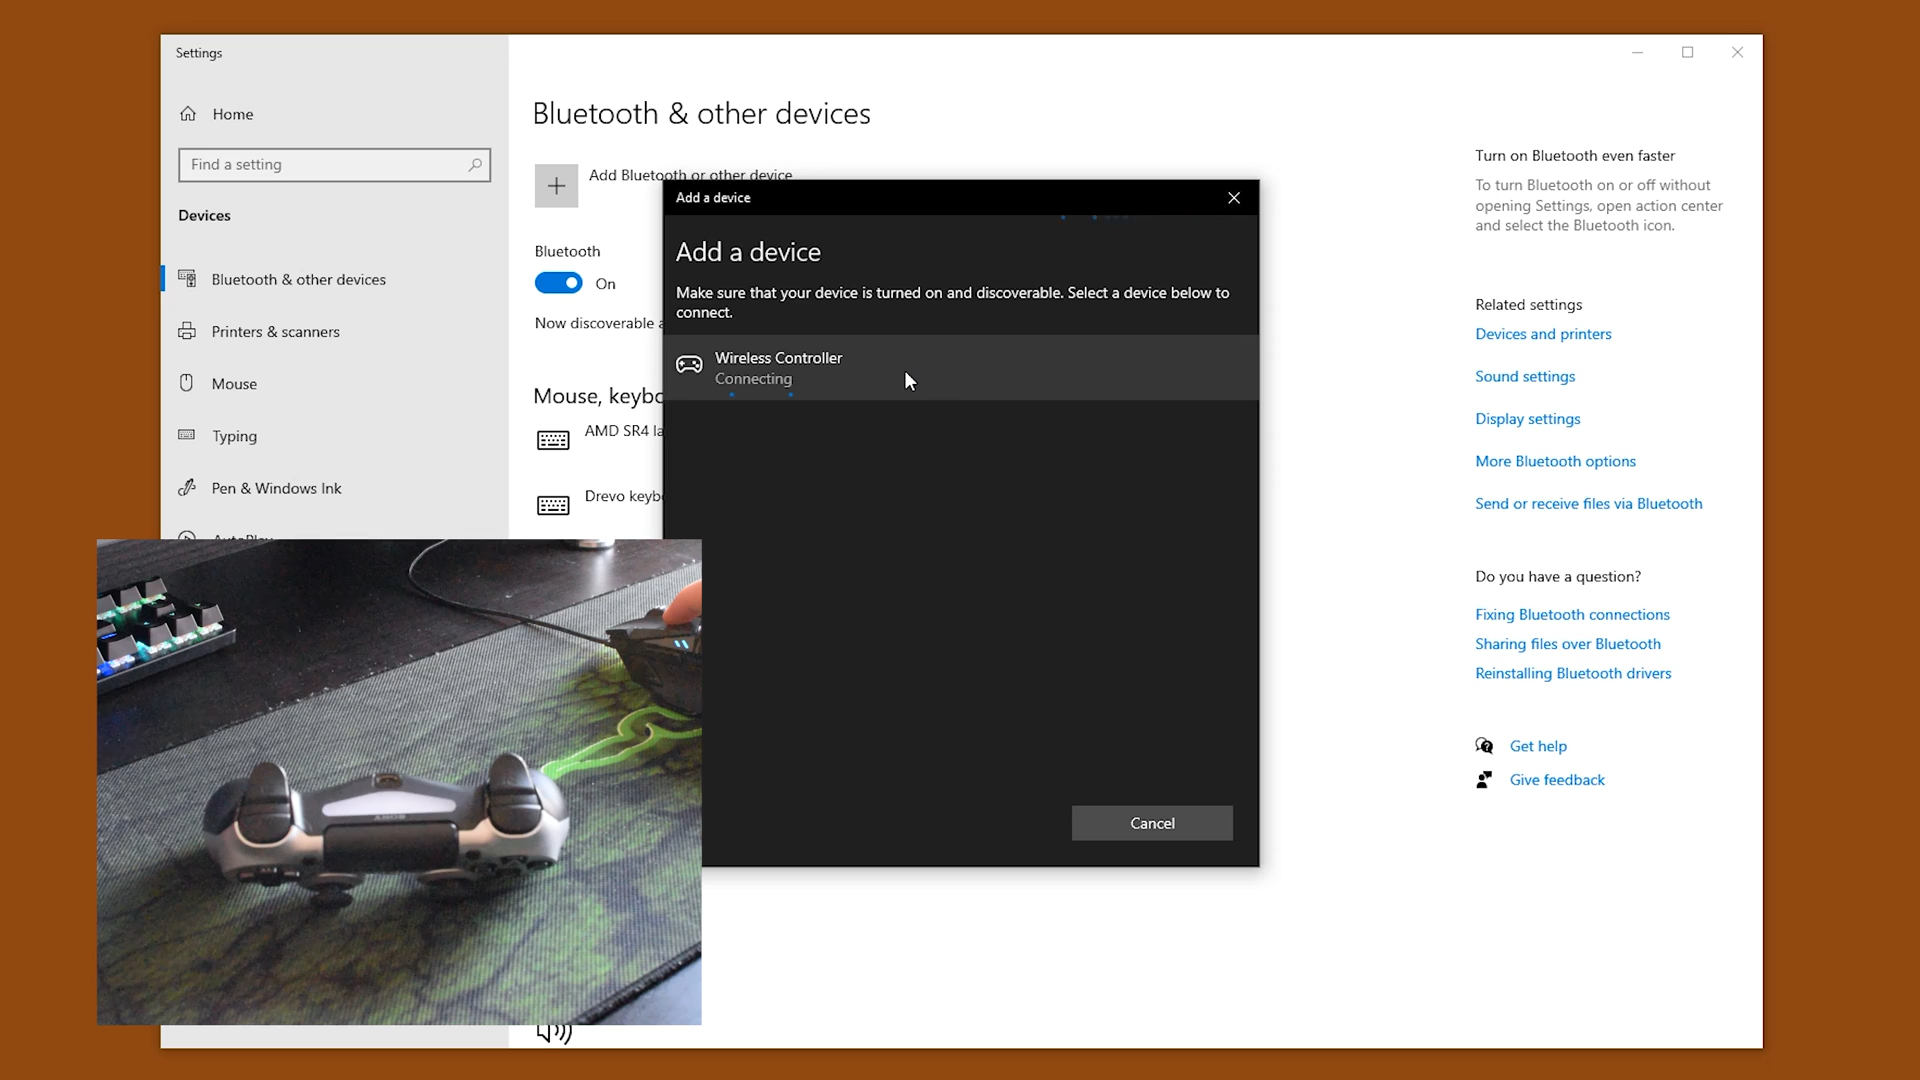 Settings
Home
Find a setting
Devices
Bluetooth & other devices
Printers & scanners
Mouse
Typing
Pen & Windows Ink
AutoPlay
Bluetooth & other devices
Add Bluetooth or other device
Bluetooth
On
Now discoverable a
Mouse, keybo
AMD SR4 la
Drevo keybo
Add a device
Add a device
Make sure that your device is turned on and discoverable. Select a device below to
connect.
Wireless Controller
Connecting
Cancel
Turn on Bluetooth even faster
To turn Bluetooth on or off without
opening Settings, open action center
and select the Bluetooth icon.
Related settings
Devices and printers
Sound settings
Display settings
More Bluetooth options
Send or receive files via Bluetooth
Do you have a question?
Fixing Bluetooth connections
Sharing files over Bluetooth
Reinstalling Bluetooth drivers
Get help
Give feedback
SONY